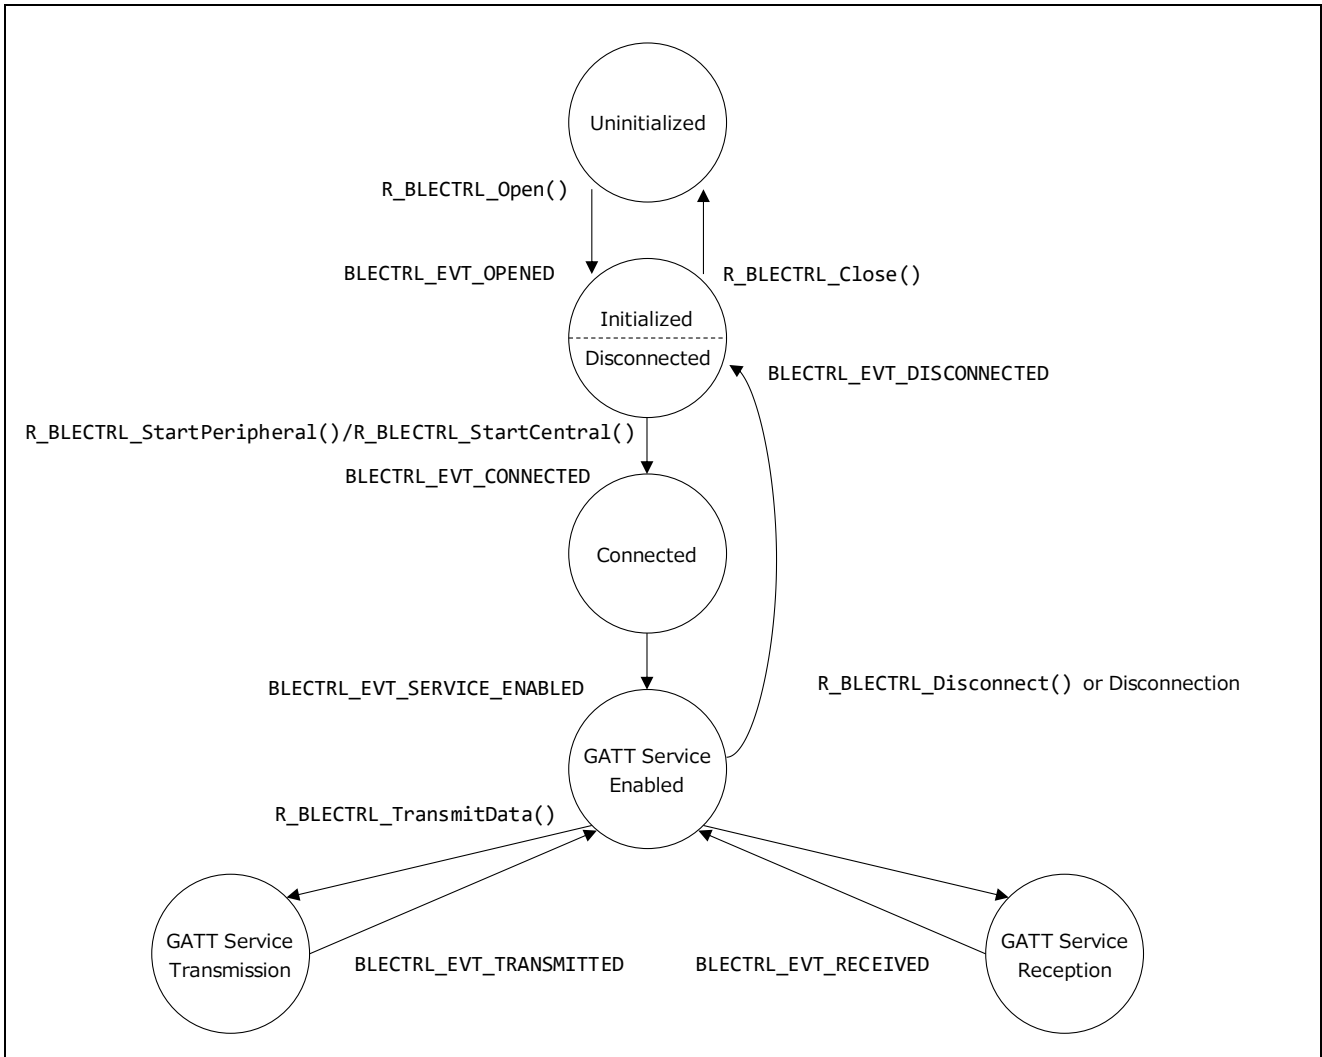 Uninitialized
R_BLECTRL_Open()
BLECTRL_EVT_OPENED
R_BLECTRL_Close()
Initialized
Disconnected
BLECTRL_EVT_DISCONNECTED
R_BLECTRL_StartPeripheral()/R_BLECTRL_StartCentral()
BLECTRL_EVT_CONNECTED
Connected
BLECTRL_EVT_SERVICE_ENABLED
R_BLECTRL_Disconnect() or Disconnection
GATT Service
Enabled
R_BLECTRL_TransmitData()
GATT Service
Transmission
BLECTRL_EVT_TRANSMITTED
BLECTRL_EVT_RECEIVED
GATT Service
Reception